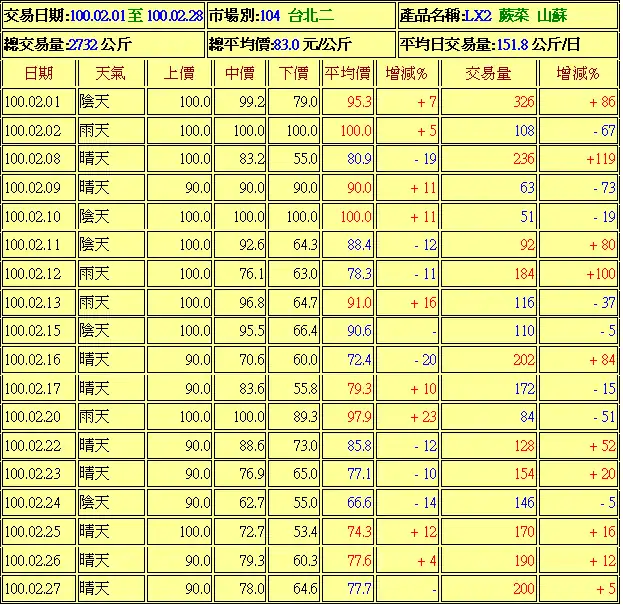 交易日期:100.02.01至100.02.28 市場別:104 台北二 產品名稱:LX2 蕨菜 山蘇
總交易量:2732公斤 總平均價:83.0元/公斤 平均日交易量:151.8公斤/日
日期 天氣 上價 中價 下價 平均價 增減% 交易量 增減%
100.02.01 陰天 100.0 99.2 79.0 95.3 + 7 326 + 86
100.02.02 雨天 100.0 100.0 100.0 100.0 + 5 108 - 67
100.02.08 晴天 100.0 83.2 55.0 80.9 - 19 236 +119
100.02.09 晴天 90.0 90.0 90.0 90.0 + 11 63 - 73
100.02.10 陰天 100.0 100.0 100.0 100.0 + 11 51 - 19
100.02.11 陰天 100.0 92.6 64.3 88.4 - 12 92 + 80
100.02.12 雨天 100.0 76.1 63.0 78.3 - 11 184 +100
100.02.13 雨天 100.0 96.8 64.7 91.0 + 16 116 - 37
100.02.15 陰天 100.0 95.5 66.4 90.6 - 110 - 5
100.02.16 晴天 90.0 70.6 60.0 72.4 - 20 202 + 84
100.02.17 晴天 90.0 83.6 55.8 79.3 + 10 172 - 15
100.02.20 雨天 100.0 100.0 89.3 97.9 + 23 84 - 51
100.02.22 晴天 90.0 88.6 73.0 85.8 - 12 128 + 52
100.02.23 晴天 90.0 76.9 65.0 77.1 - 10 154 + 20
100.02.24 陰天 90.0 62.7 55.0 66.6 - 14 146 - 5
100.02.25 晴天 100.0 72.7 53.4 74.3 + 12 170 + 16
100.02.26 晴天 90.0 79.3 60.3 77.6 + 4 190 + 12
100.02.27 晴天 90.0 78.0 64.6 77.7 - 200 + 5